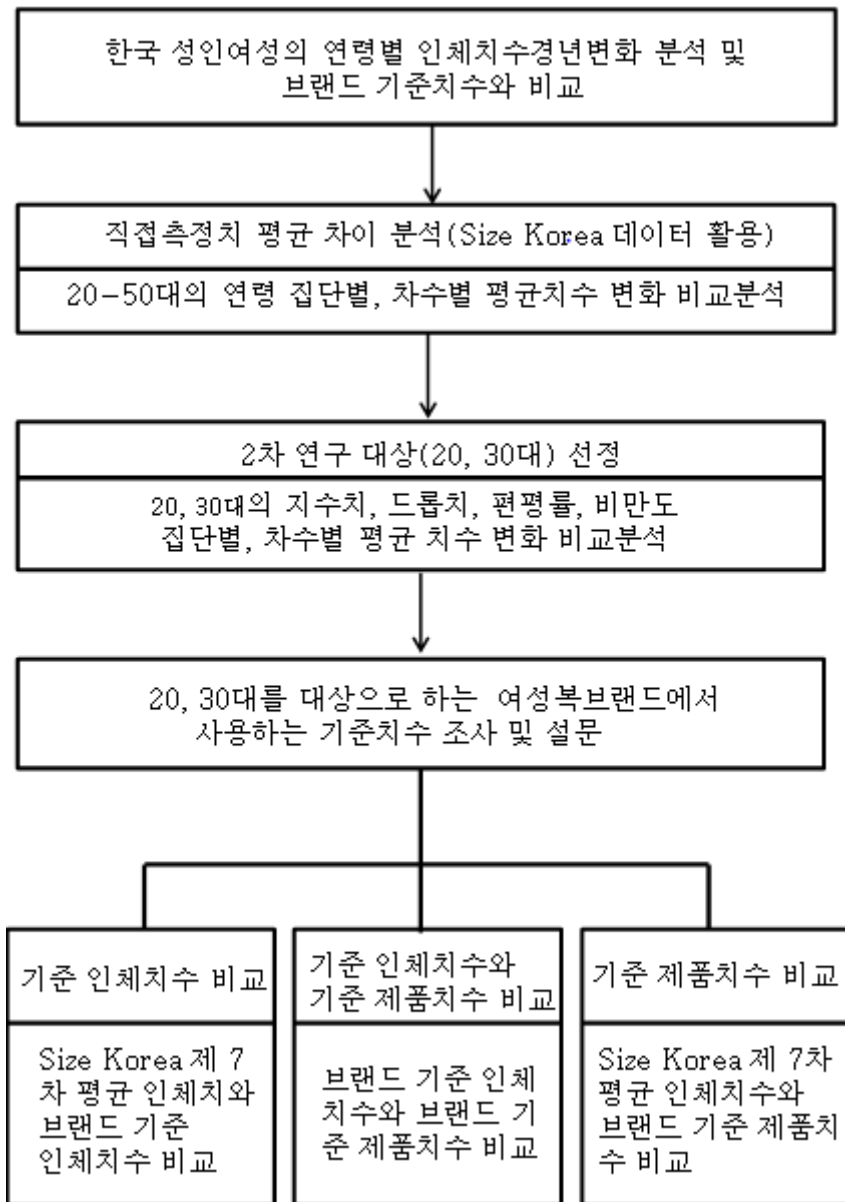 한국 성인여성의 연령별 인체치수경년변화 분석 및
브랜드 기준치수와 비교
직접측정치 평균 차이 분석(Size Korea 데이터 활용)
20-50대의 연령 집단별, 차수별 평균치수 변화 비교분석
2차 연구 대상(20, 30대) 선정
20, 30대의 지수치, 드롭치, 편평률, 비만도
집단별, 차수별 평균 치수 변화 비교분석
20, 30대를 대상으로 하는 여성복브랜드에서
사용하는 기준치수 조사 및 설문
기준 인체치수 비교
Size Korea 제 7
차 평균 인체치와
브랜드 기준
인체치수 비교
기준 인체치수와
기준 제품치수 비교
브랜드 기준 인체
치수와 브랜드 기
준 제품치수 비교
기준 제품치수 비교
Size Korea 제 7차
평균 인체치수와
브랜드 기준 제품치
수 비교